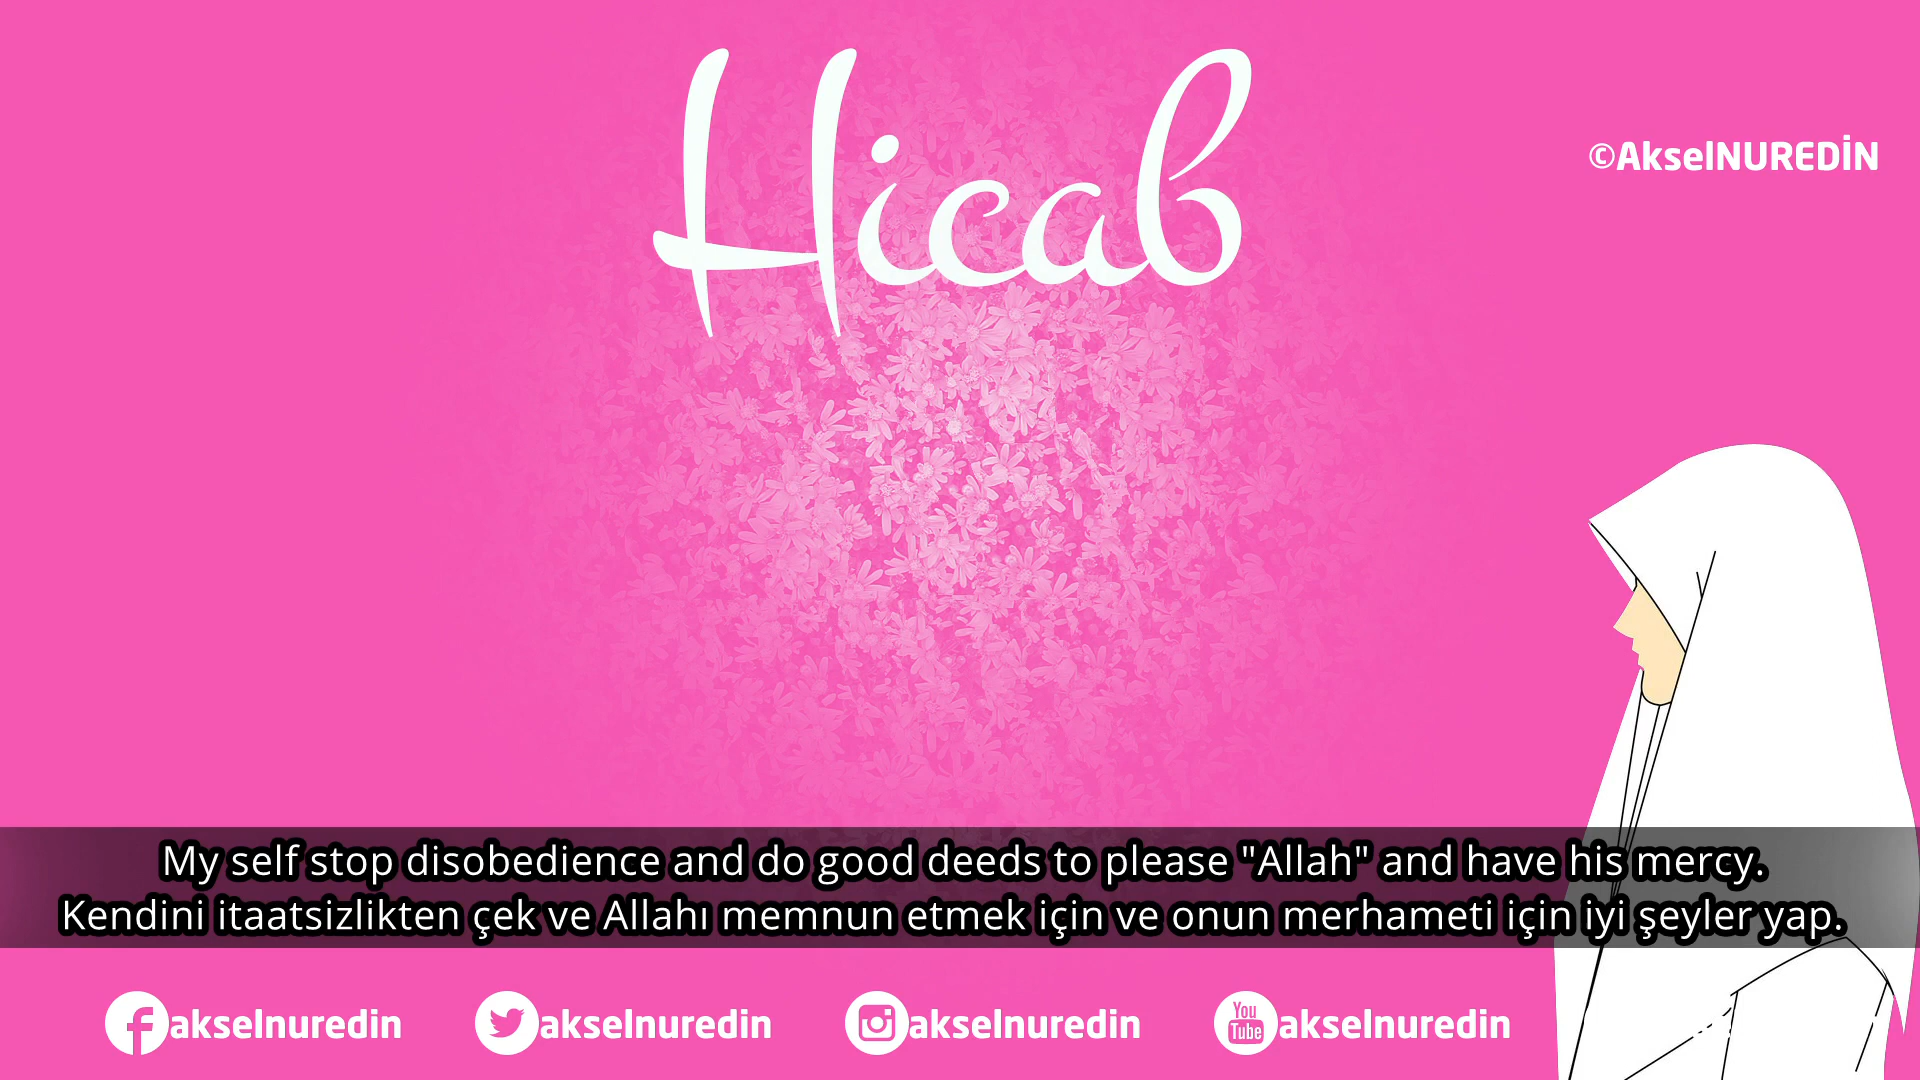 Hicab
©AkselNUREDİN
My self stop disobedience and do good deeds to please "Allah" and have his mercy.
Kendini itaatsizlikten çek ve Allahı memnun etmek için ve onun merhameti için iyi şeyler yap.
akselnuredin akselnuredin akselnuredin You Tube akselnuredin